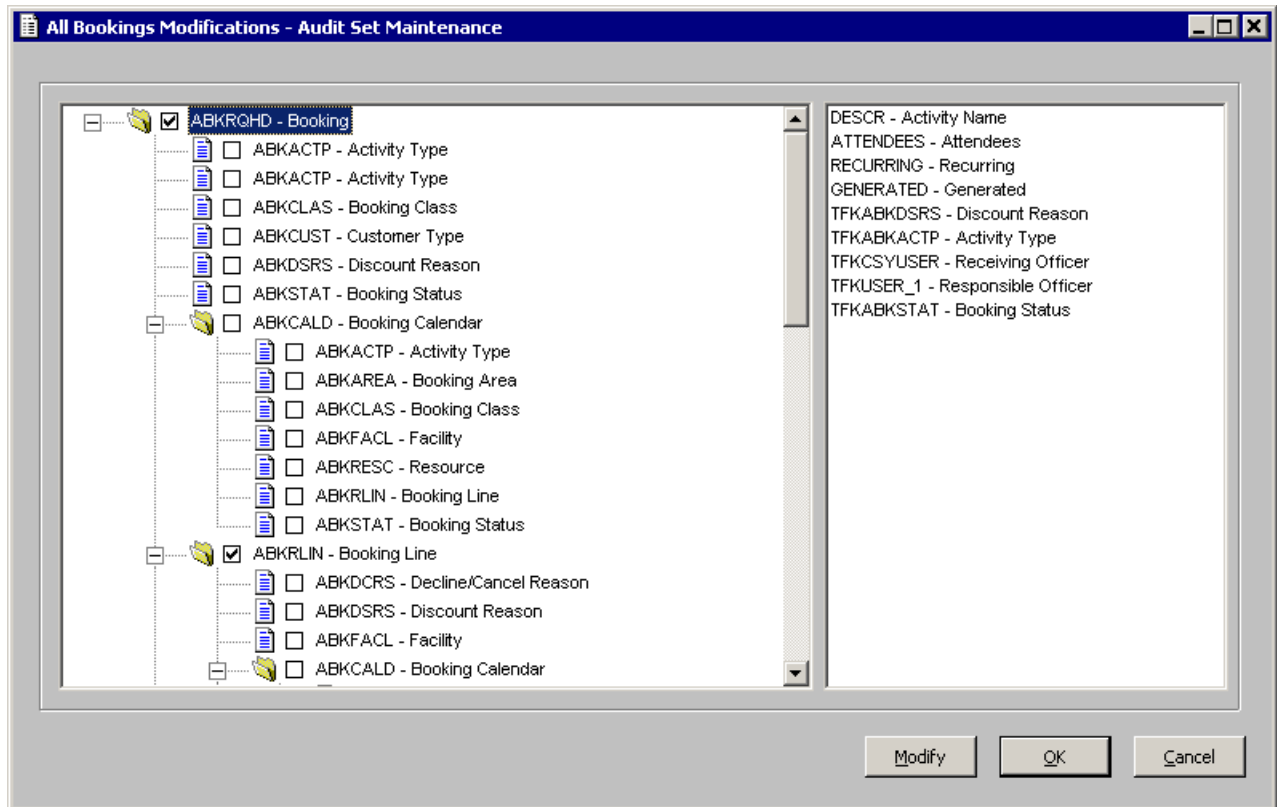 All Bookings Modifications - Audit Set Maintenance
ABKRQHD - Booking
ABKACTP - Activity Type
ABKACTP - Activity Type
ABKCLAS - Booking Class
ABKCUST - Customer Type
ABKDSRS - Discount Reason
ABKSTAT - Booking Status
ABKCALD - Booking Calendar
ABKACTP - Activity Type
ABKAREA - Booking Area
ABKCLAS - Booking Class
ABKFACL - Facility
ABKRESC - Resource
ABKRLIN - Booking Line
ABKSTAT - Booking Status
ABKRLIN - Booking Line
ABKDCRS - Decline/Cancel Reason
ABKDSRS - Discount Reason
ABKFACL - Facility
ABKCALD - Booking Calendar
DESCR - Activity Name
ATTENDEES - Attendees
RECURRING - Recurring
GENERATED - Generated
TFKABKDSRS - Discount Reason
TFKABKACTP - Activity Type
TFKCSYUSER - Receiving Officer
TFKUSER_1 - Responsible Officer
TFKABKSTAT - Booking Status
Modify
OK
Cancel